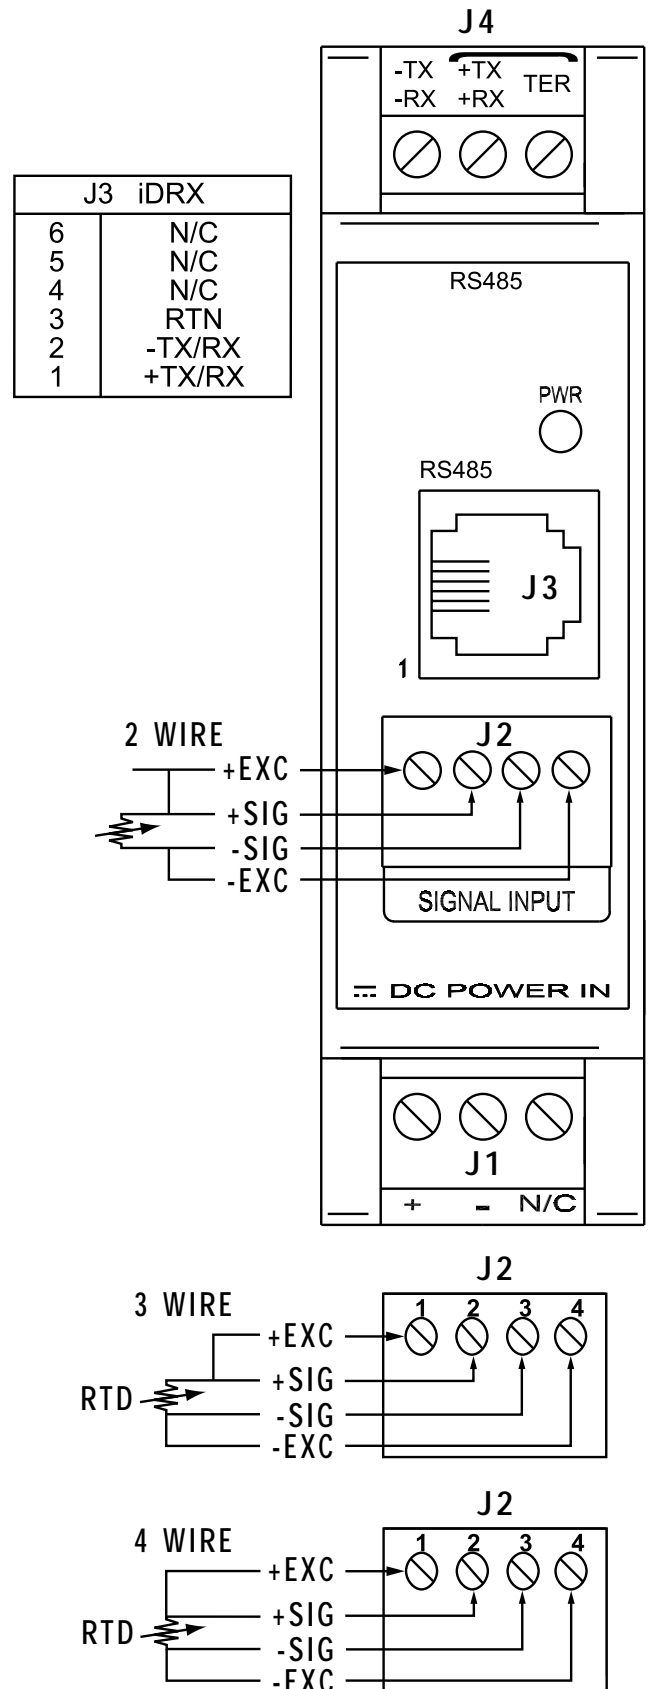 J4
-TX +TX TER
-RX +RX
J3 iDRX
6 N/C
5 N/C
4 N/C
3 RTN
2 -TX/RX
1 +TX/RX
RS485
PWR
RS485
J3
1
2 WIRE
J2
+EXC
+SIG
-SIG
-EXC
SIGNAL INPUT
DC POWER IN
J1
+ - N/C
J2
3 WIRE
1 2 3 4
+EXC
+SIG
RTD
-SIG
-EXC
J2
4 WIRE
1 2 3 4
+EXC
+SIG
RTD
-SIG
-EXC